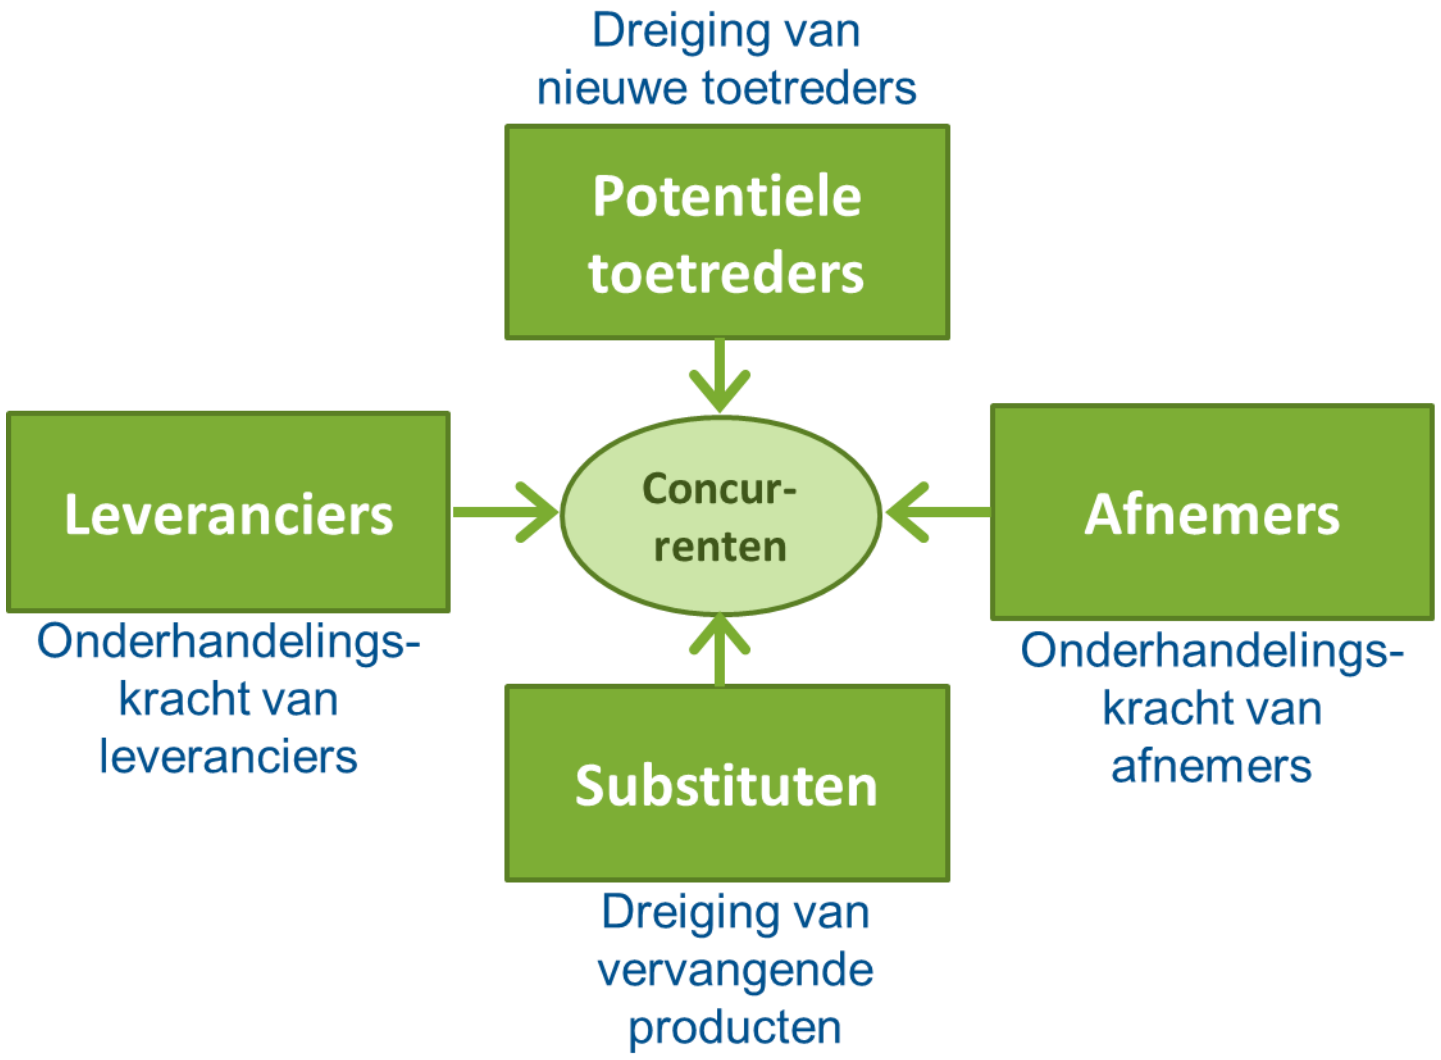 Dreiging van
nieuwe toetreders
Potentiele
toetreders
Leveranciers
Onderhandelings-
kracht van
leveranciers
Concur-
renten
Afnemers
Onderhandelings-
kracht van
afnemers
Substituten
Dreiging van
vervangende
producten